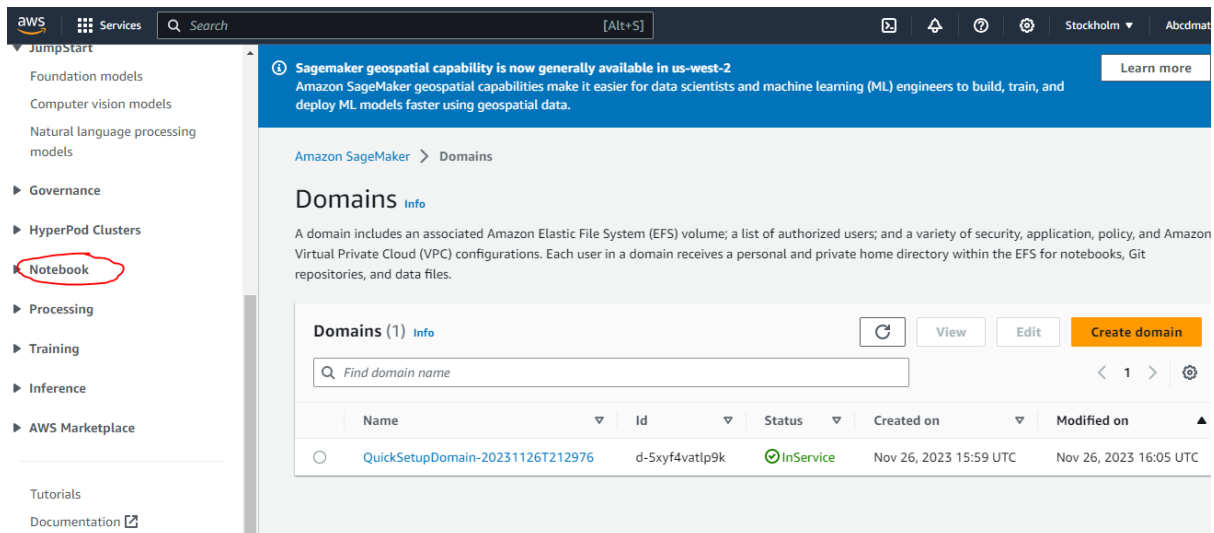 aws
Services
Search
[Alt+S]
Stockholm
Abcdmat
JumpStart
Foundation models
Computer vision models
Natural language processing
models
Governance
HyperPod Clusters
Notebook
Processing
Training
Inference
AWS Marketplace
Tutorials
Documentation
Sagemaker geospatial capability is now generally available in us-west-2
Amazon SageMaker geospatial capabilities make it easier for data scientists and machine learning (ML) engineers to build, train, and
deploy ML models faster using geospatial data.
Learn more
Amazon SageMaker > Domains
Domains Info
A domain includes an associated Amazon Elastic File System (EFS) volume; a list of authorized users; and a variety of security, application, policy, and Amazon
Virtual Private Cloud (VPC) configurations. Each user in a domain receives a personal and private home directory within the EFS for notebooks, Git
repositories, and data files.
Domains (1) Info
View
Edit
Create domain
Find domain name
< 1 >
Name Id Status Created on Modified on
QuickSetupDomain-20231126T212976 d-5xyf4vatlp9k InService Nov 26, 2023 15:59 UTC Nov 26, 2023 16:05 UTC